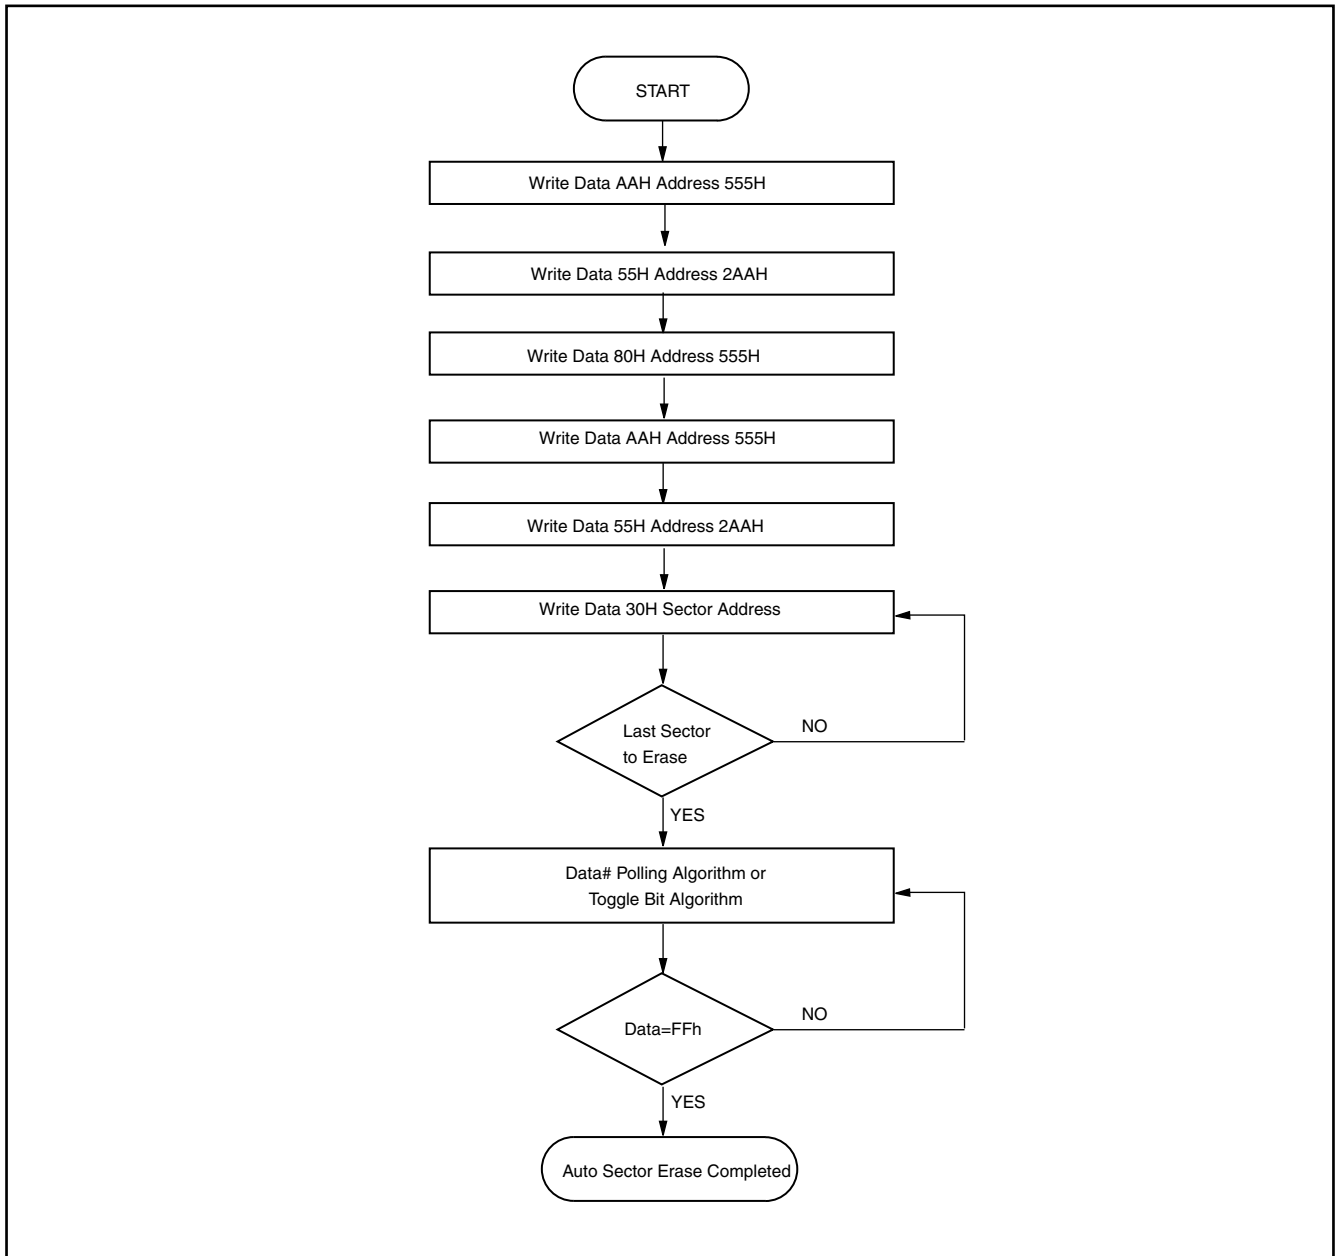 START
Write Data AAH Address 555H
Write Data 55H Address 2AAH
Write Data 80H Address 555H
Write Data AAH Address 555H
Write Data 55H Address 2AAH
Write Data 30H Sector Address
Last Sector
to Erase
NO
YES
Data# Polling Algorithm or
Toggle Bit Algorithm
Data=FFh
NO
YES
Auto Sector Erase Completed